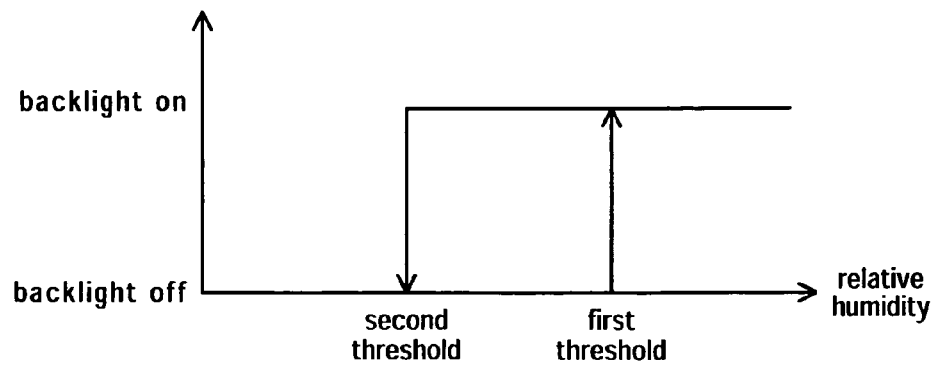 backlight on
backlight off
relative
humidity
second
threshold
first
threshold